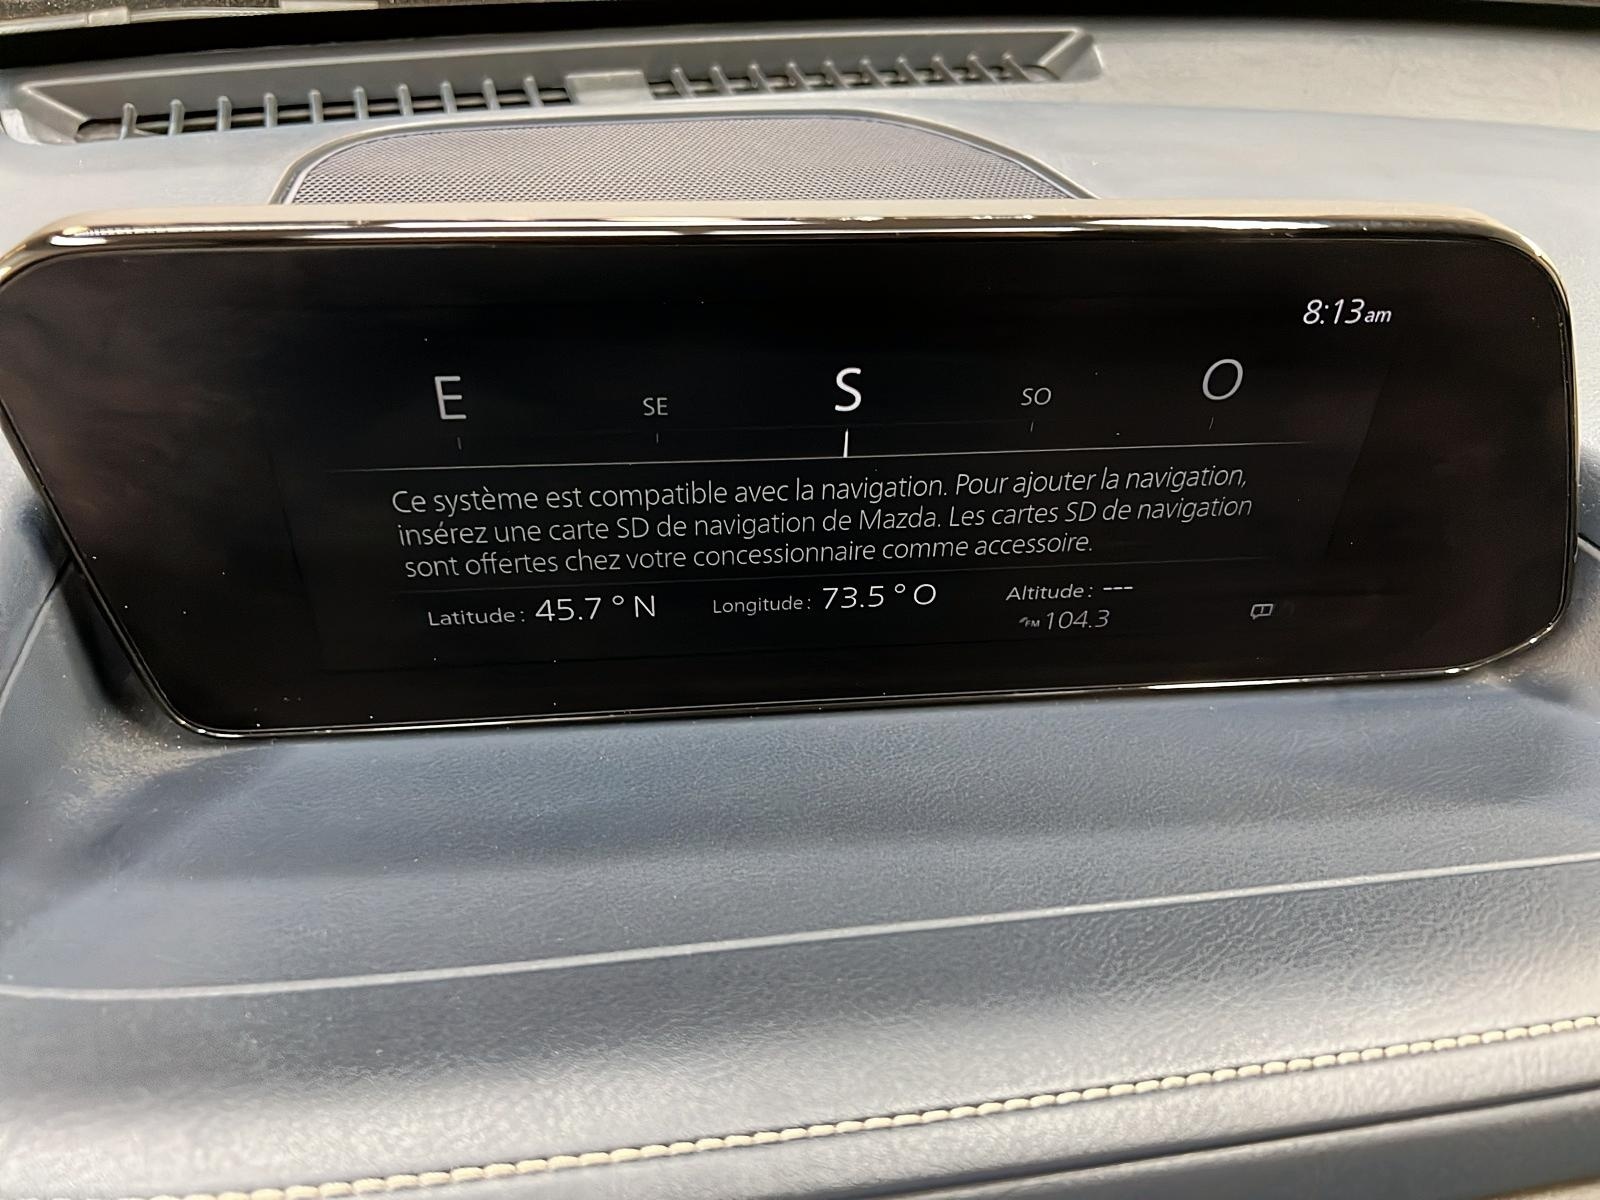 8:13am
E SE S SO O
Ce système est compatible avec la navigation. Pour ajouter la navigation,
insérez une carte SD de navigation de Mazda. Les cartes SD de navigation
sont offertes chez votre concessionnaire comme accessoire.
Latitude: 45.7° N Longitude: 73.5° O Altitude: ---
FM 104.3